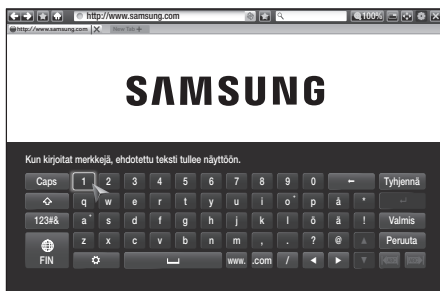 http://www.samsung.com 100%
http://www.samsung.com New Tab
SAMSUNG
Kun kirjoitat merkkejä, ehdotettu teksti tullee näyttöön.
Caps 1 2 3 4 5 6 7 8 9 0 Tyhjennä
q w e r t y u i o p å *
123#& a s d f g h j k l ö ä ! Valmis
z x c v b n m , . ? @ Peruuta
FIN www. .com /